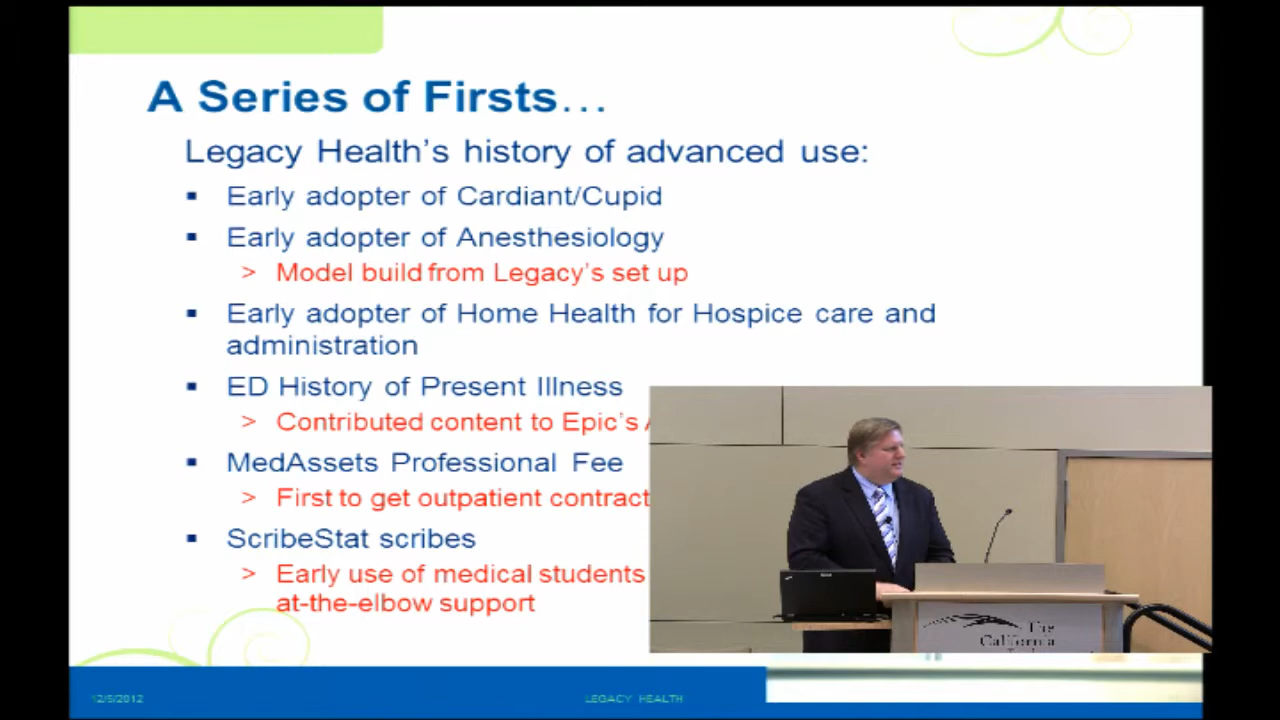 A Series of Firsts…
Legacy Health's history of advanced use:
▪ Early adopter of Cardiant/Cupid
▪ Early adopter of Anesthesiology
> Model build from Legacy's set up
▪ Early adopter of Home Health for Hospice care and
administration
▪ ED History of Present Illness
> Contributed content to Epic's
▪ MedAssets Professional Fee
> First to get outpatient contract
▪ ScribeStat scribes
> Early use of medical students
at-the-elbow support
The
California
12/5/2012
LEGACY HEALTH